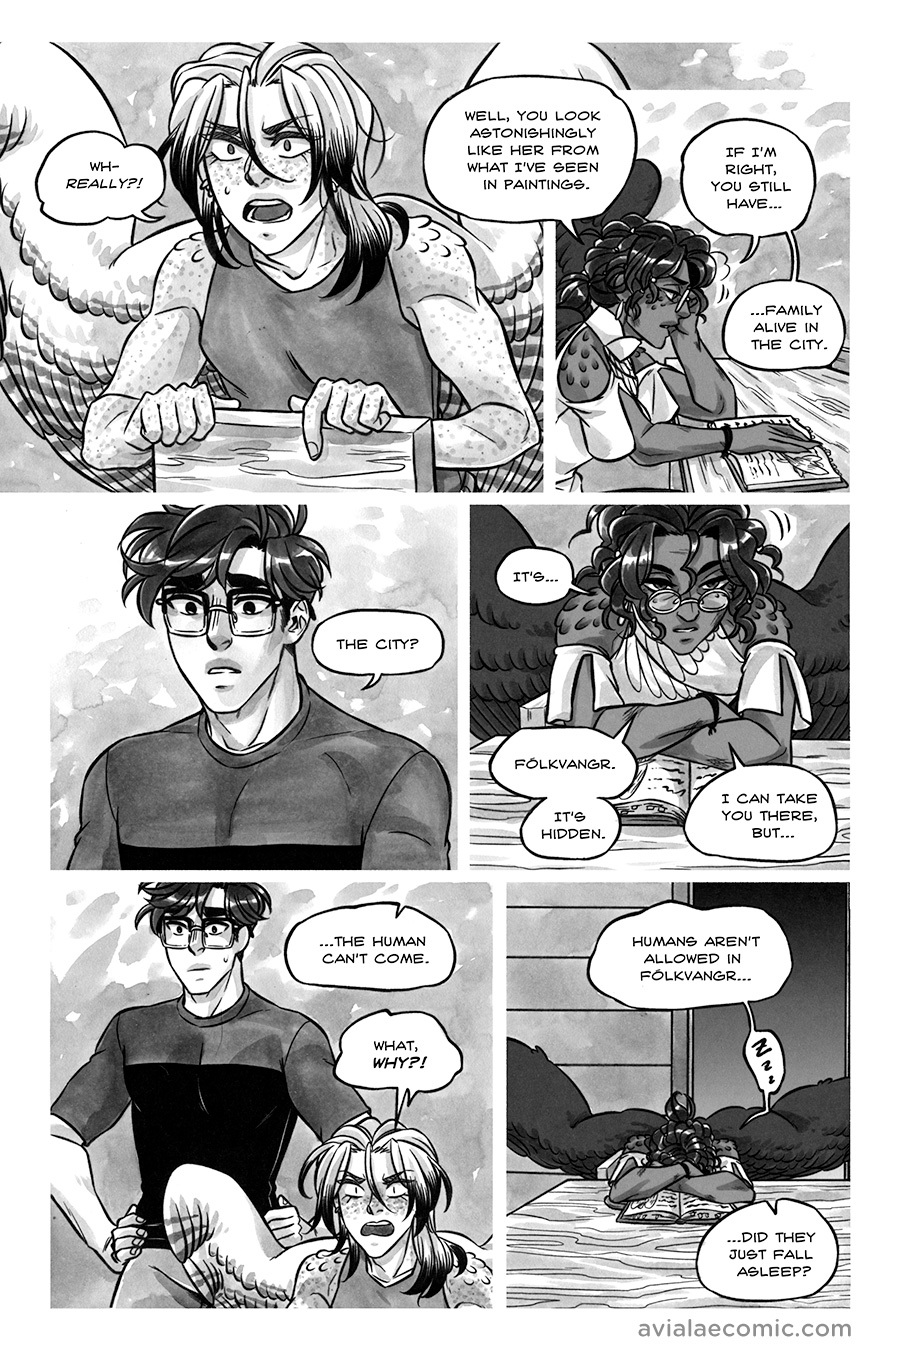 WH-
REALLY?!
WELL, YOU LOOK
ASTONISHINGLY
LIKE HER FROM
WHAT I'VE SEEN
IN PAINTINGS.
IF I'M
RIGHT,
YOU STILL
HAVE...
...FAMILY
ALIVE IN
THE CITY.
THE CITY?
IT'S...
FÓLKVANGR.
IT'S
HIDDEN.
I CAN TAKE
YOU THERE,
BUT...
...THE HUMAN
CAN'T COME.
WHAT,
WHY?!
HUMANS AREN'T
ALLOWED IN
FÓLKVANGR...
Z
Z
Z
...DID THEY
JUST FALL
ASLEEP?
avialaecomic.com